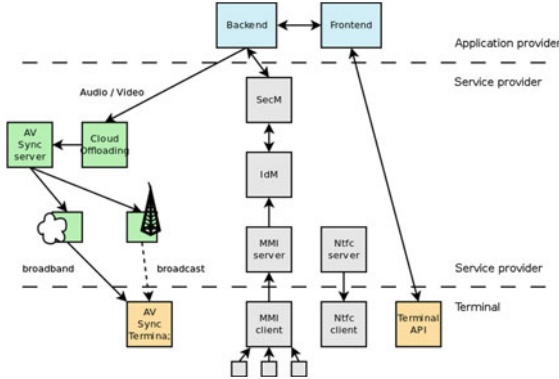 Backend
Frontend
Application provider
Service provider
Audio / Video
SecM
AV
Sync
server
Cloud
Offloading
IdM
MMI
server
Ntfc
server
broadband
broadcast
Service provider
Terminal
AV
Sync
Termina;
MMI
client
Ntfc
client
Terminal
API